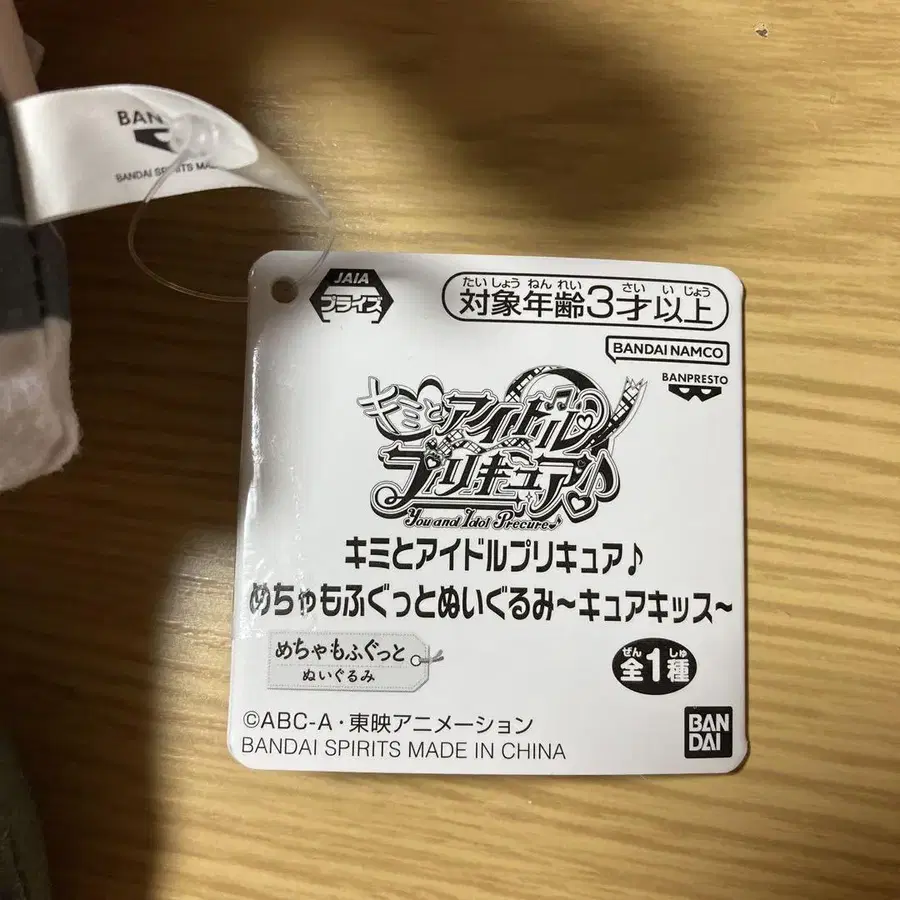 BAN
BANDAI SPIRITS MA
JAIA
プライズ
たいしょうねんれい さいいじょう
対象年齢3才以上
BANDAI NAMCO
BANPRESTO
キミとアイドル
プリキュア♪
You and Idol Precure♪
キミとアイドルプリキュア♪
めちゃもふぐっとぬいぐるみ~キュアキッス~
めちゃもふぐっと
ぬいぐるみ
ぜん しゅ
全1種
©ABC-A・東映アニメーション
BANDAI SPIRITS MADE IN CHINA
BAN
DAI